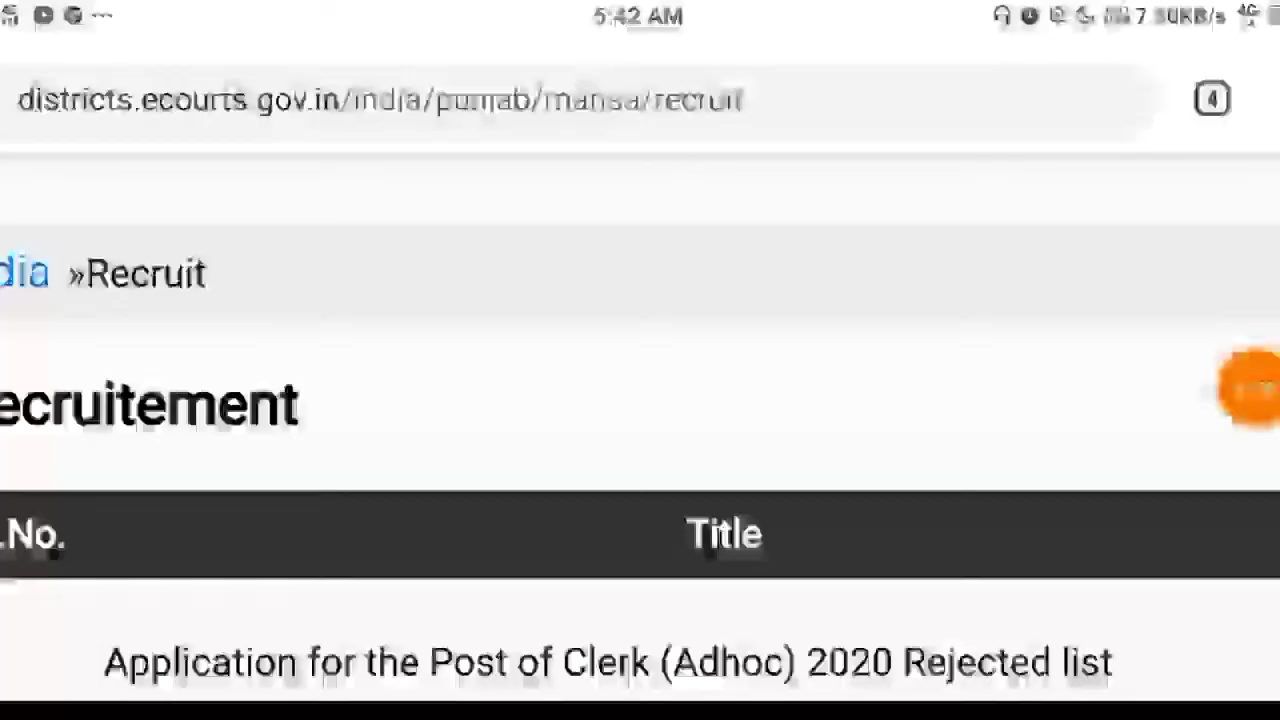 5:42 AM
districts.ecourts.gov.in/india/punjab/mansa/recruit
4
dia »Recruit
ecruitement
.No.
Title
Application for the Post of Clerk (Adhoc) 2020 Rejected list